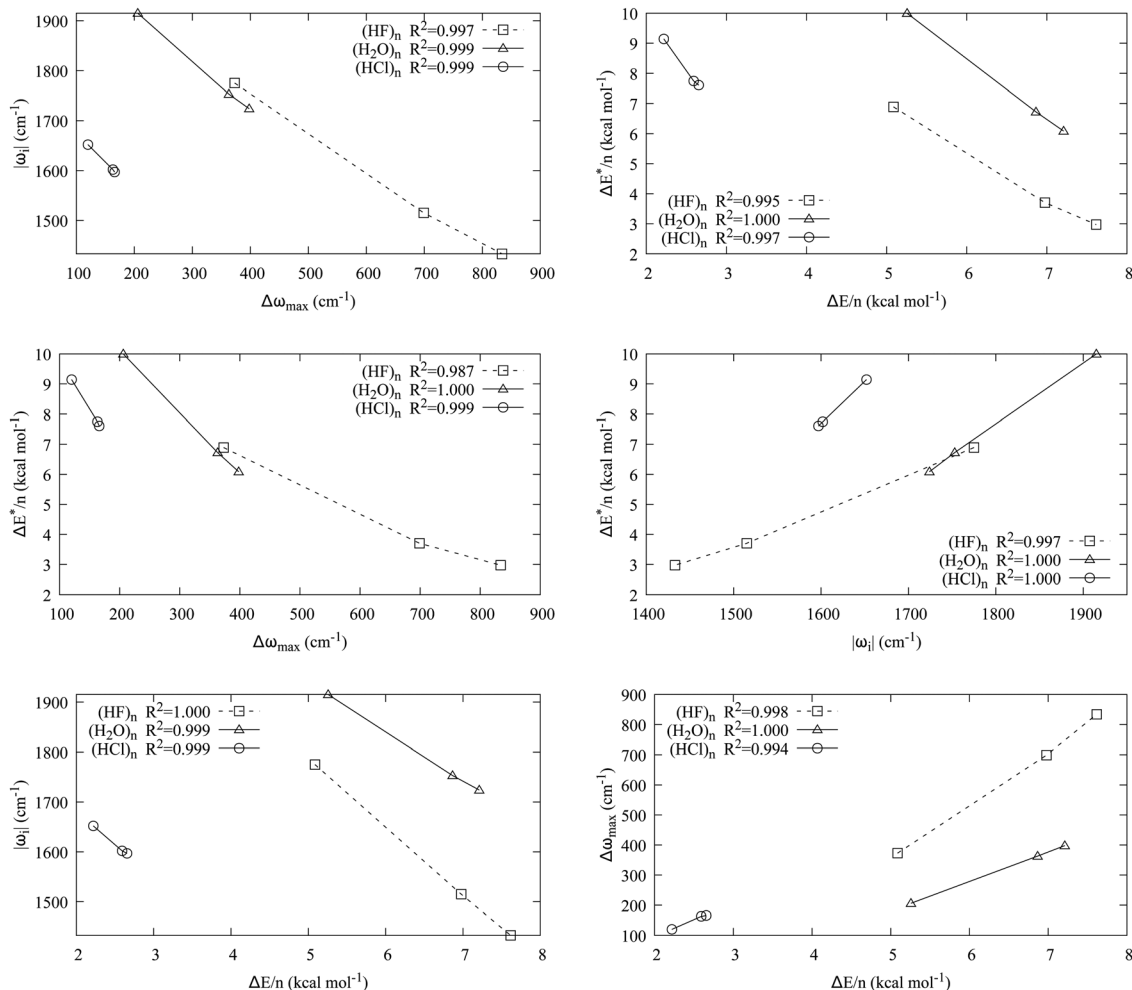 1900
1800
1700
1600
1500
|ωi| (cm-1)
(HF)n R2=0.997
(H2O)n R2=0.999
(HCl)n R2=0.999
100 200 300 400 500 600 700 800 900
Δωmax (cm-1)
10
9
8
7
6
5
4
3
2
ΔE*/n (kcal mol-1)
(HF)n R2=0.995
(H2O)n R2=1.000
(HCl)n R2=0.997
2 3 4 5 6 7 8
ΔE/n (kcal mol-1)
10
9
8
7
6
5
4
3
2
ΔE*/n (kcal mol-1)
(HF)n R2=0.987
(H2O)n R2=1.000
(HCl)n R2=0.999
100 200 300 400 500 600 700 800 900
Δωmax (cm-1)
10
9
8
7
6
5
4
3
2
ΔE*/n (kcal mol-1)
(HF)n R2=0.997
(H2O)n R2=1.000
(HCl)n R2=1.000
1400 1500 1600 1700 1800 1900
|ωi| (cm-1)
1900
1800
1700
1600
1500
|ωi| (cm-1)
(HF)n R2=1.000
(H2O)n R2=0.999
(HCl)n R2=0.999
2 3 4 5 6 7 8
ΔE/n (kcal mol-1)
900
800
700
600
500
400
300
200
100
Δωmax (cm-1)
(HF)n R2=0.998
(H2O)n R2=1.000
(HCl)n R2=0.994
2 3 4 5 6 7 8
ΔE/n (kcal mol-1)